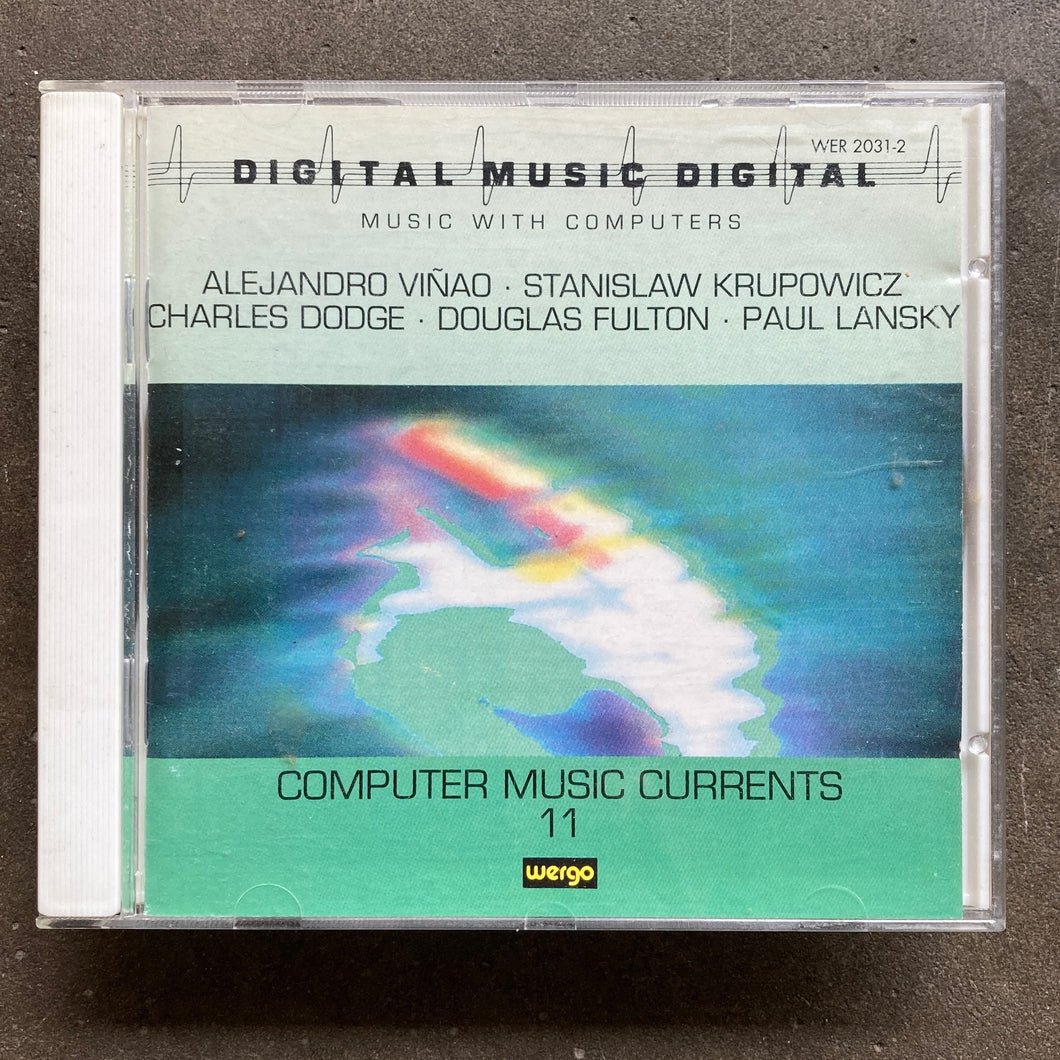 WER 2031-2
DIGITAL MUSIC DIGITAL
MUSIC WITH COMPUTERS
ALEJANDRO VIÑAO · STANISLAW KRUPOWICZ
CHARLES DODGE · DOUGLAS FULTON · PAUL LANSKY
COMPUTER MUSIC CURRENTS
11
wergo